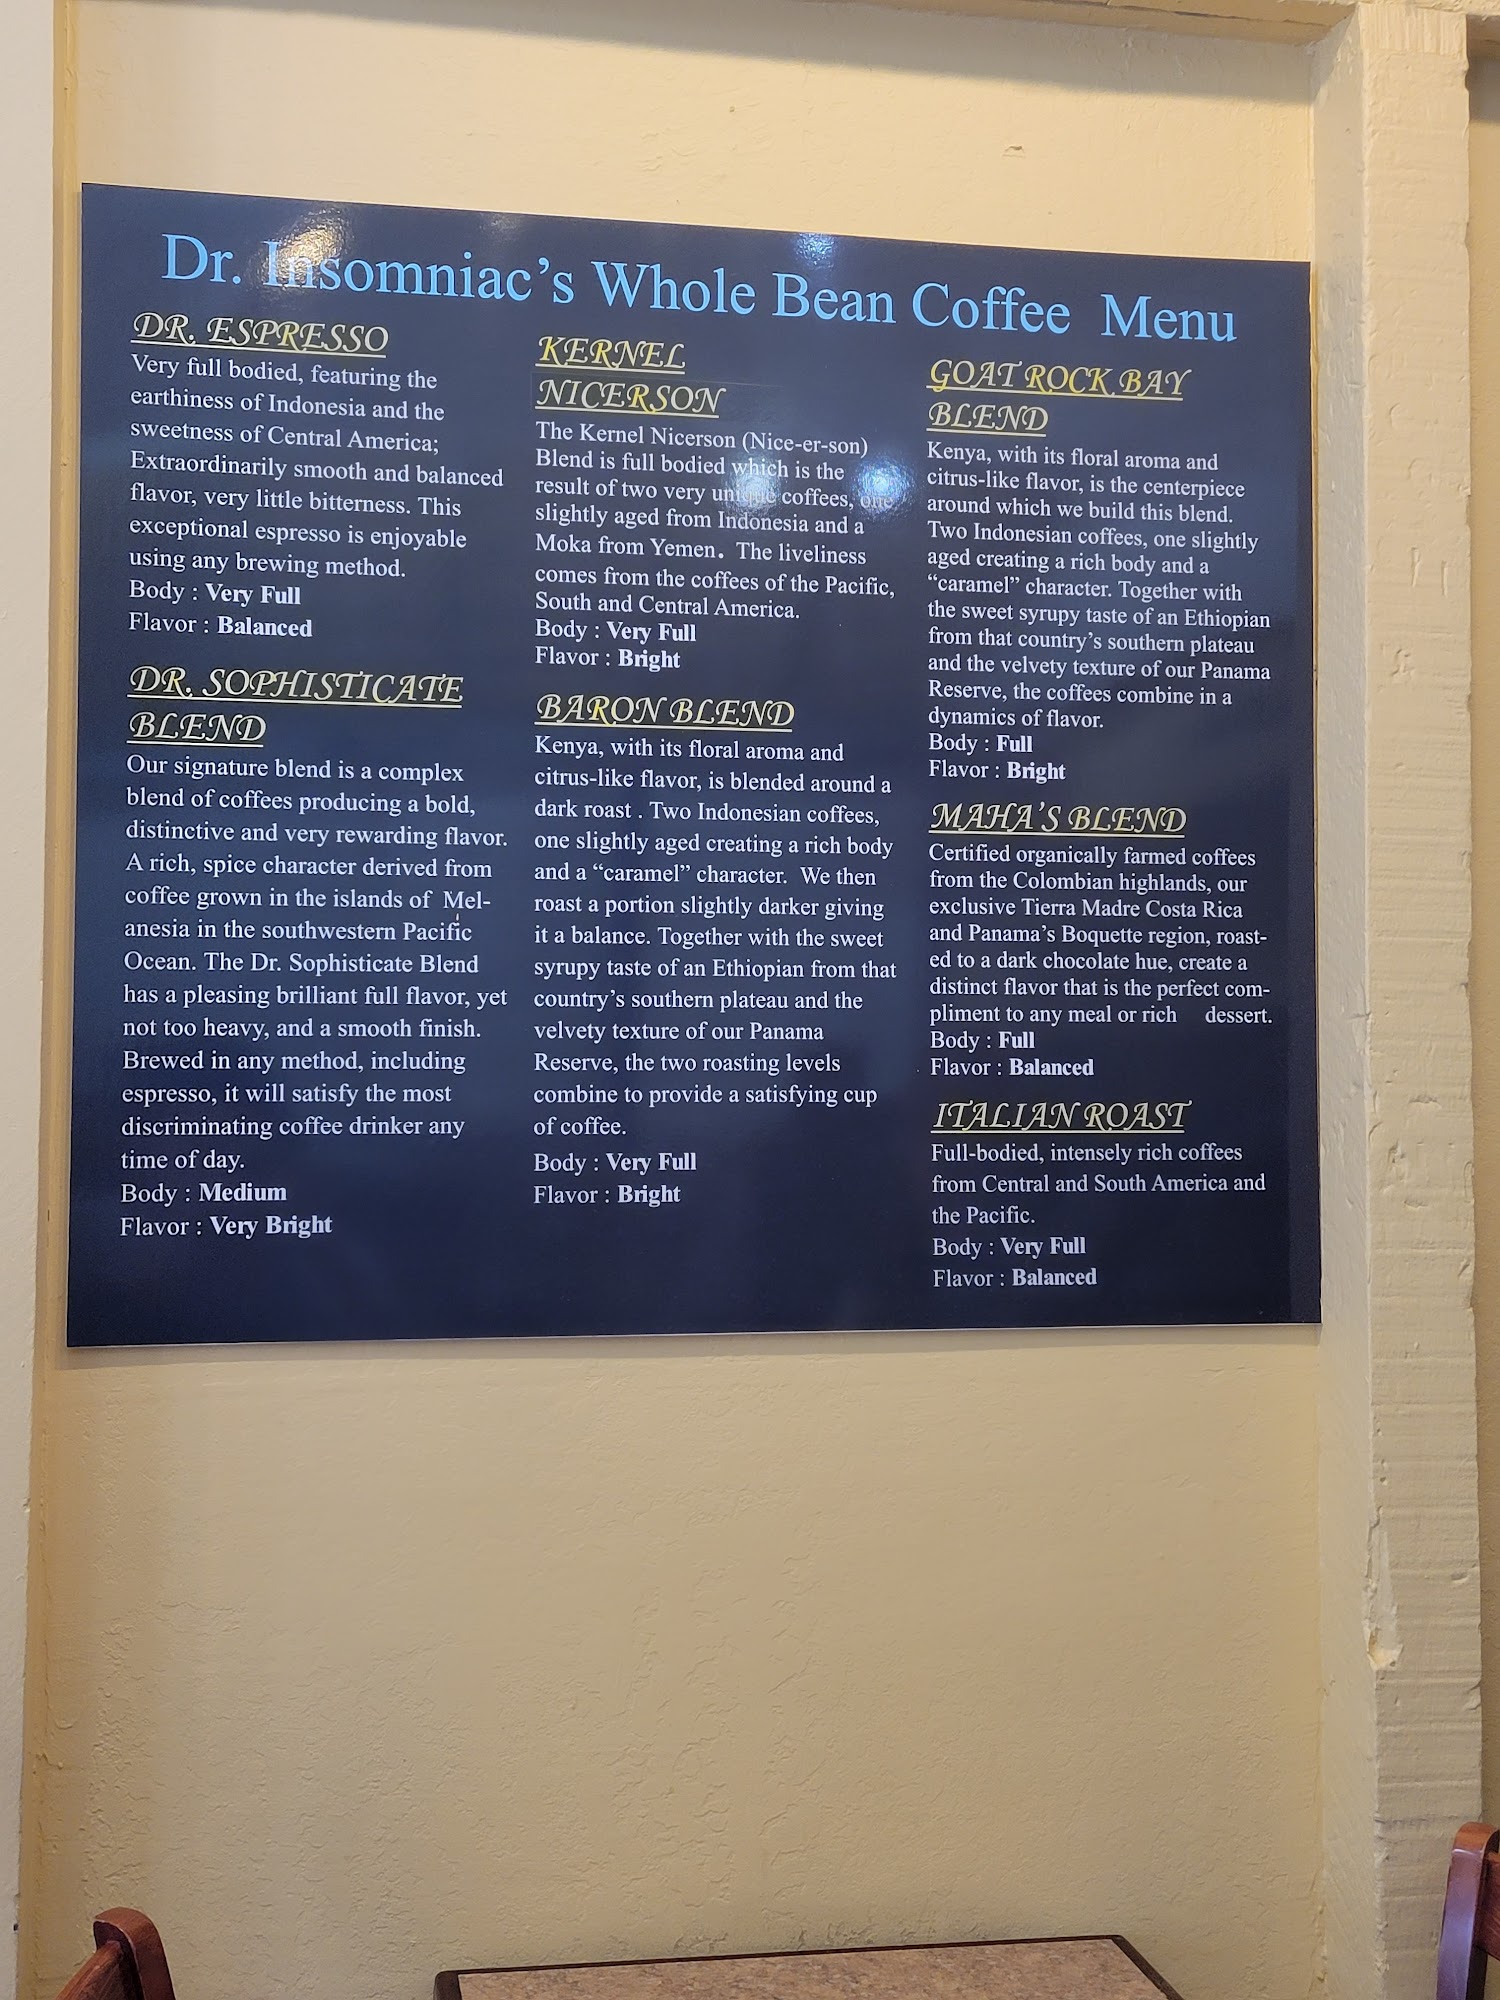 Dr. Insomniac's Whole Bean Coffee Menu
DR. ESPRESSO
Very full bodied, featuring the
earthiness of Indonesia and the
sweetness of Central America;
Extraordinarily smooth and balanced
flavor, very little bitterness. This
exceptional espresso is enjoyable
using any brewing method.
Body : Very Full
Flavor : Balanced
DR. SOPHISTICATE
BLEND
Our signature blend is a complex
blend of coffees producing a bold,
distinctive and very rewarding flavor.
A rich, spice character derived from
coffee grown in the islands of Mel-
anesia in the southwestern Pacific
Ocean. The Dr. Sophisticate Blend
has a pleasing brilliant full flavor, yet
not too heavy, and a smooth finish.
Brewed in any method, including
espresso, it will satisfy the most
discriminating coffee drinker any
time of day.
Body : Medium
Flavor : Very Bright
KERNEL
NICERSON
The Kernel Nicerson (Nice-er-son)
Blend is full bodied which is the
result of two very unique coffees, one
slightly aged from Indonesia and a
Moka from Yemen. The liveliness
comes from the coffees of the Pacific,
South and Central America.
Body : Very Full
Flavor : Bright
BARON BLEND
Kenya, with its floral aroma and
citrus-like flavor, is blended around a
dark roast . Two Indonesian coffees,
one slightly aged creating a rich body
and a “caramel” character. We then
roast a portion slightly darker giving
it a balance. Together with the sweet
syrupy taste of an Ethiopian from that
country's southern plateau and the
velvety texture of our Panama
Reserve, the two roasting levels
combine to provide a satisfying cup
of coffee.
Body : Very Full
Flavor : Bright
GOAT ROCK BAY
BLEND
Kenya, with its floral aroma and
citrus-like flavor, is the centerpiece
around which we build this blend.
Two Indonesian coffees, one slightly
aged creating a rich body and a
“caramel” character. Together with
the sweet syrupy taste of an Ethiopian
from that country's southern plateau
and the velvety texture of our Panama
Reserve, the coffees combine in a
dynamics of flavor.
Body : Full
Flavor : Bright
MAHA'S BLEND
Certified organically farmed coffees
from the Colombian highlands, our
exclusive Tierra Madre Costa Rica
and Panama's Boquette region, roast-
ed to a dark chocolate hue, create a
distinct flavor that is the perfect com-
pliment to any meal or rich dessert.
Body : Full
Flavor : Balanced
ITALIAN ROAST
Full-bodied, intensely rich coffees
from Central and South America and
the Pacific.
Body : Very Full
Flavor : Balanced